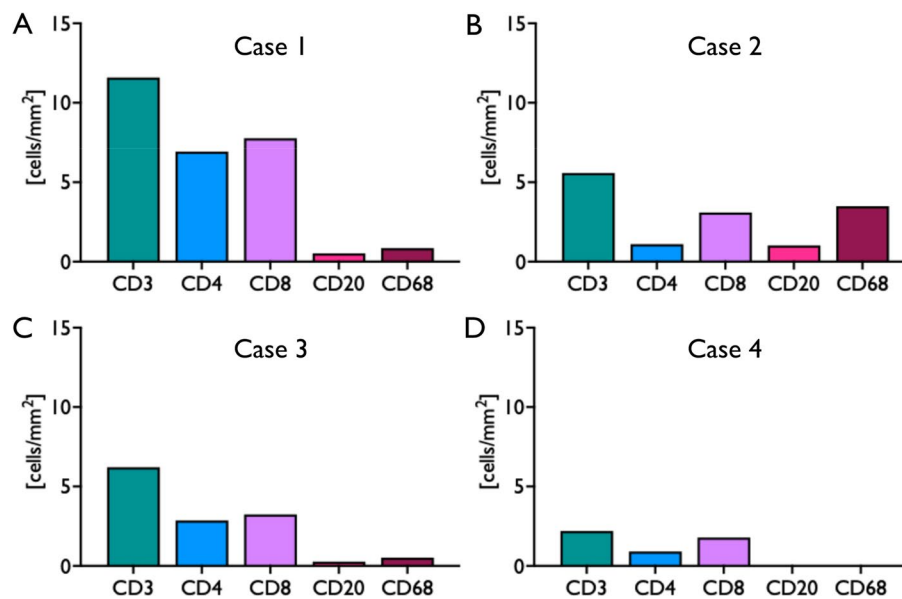 A
Case 1
[cells/mm²]
15
10
5
0
CD3 CD4 CD8 CD20 CD68
B
Case 2
[cells/mm²]
15
10
5
0
CD3 CD4 CD8 CD20 CD68
C
Case 3
[cells/mm²]
15
10
5
0
CD3 CD4 CD8 CD20 CD68
D
Case 4
[cells/mm²]
15
10
5
0
CD3 CD4 CD8 CD20 CD68